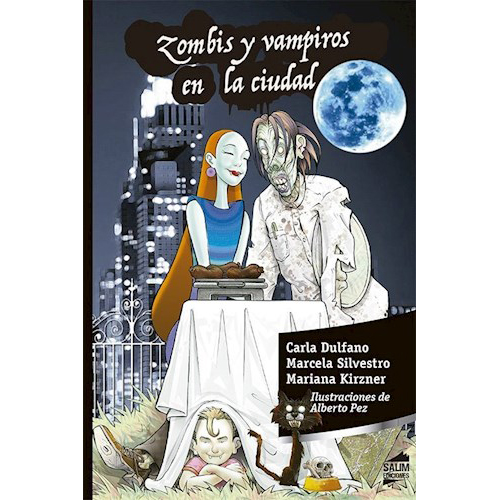 Zombis y vampiros
en la ciudad
Carla Dulfano
Marcela Silvestro
Mariana Kirzner
Ilustraciones de
Alberto Pez
SALIM
EDICIONES